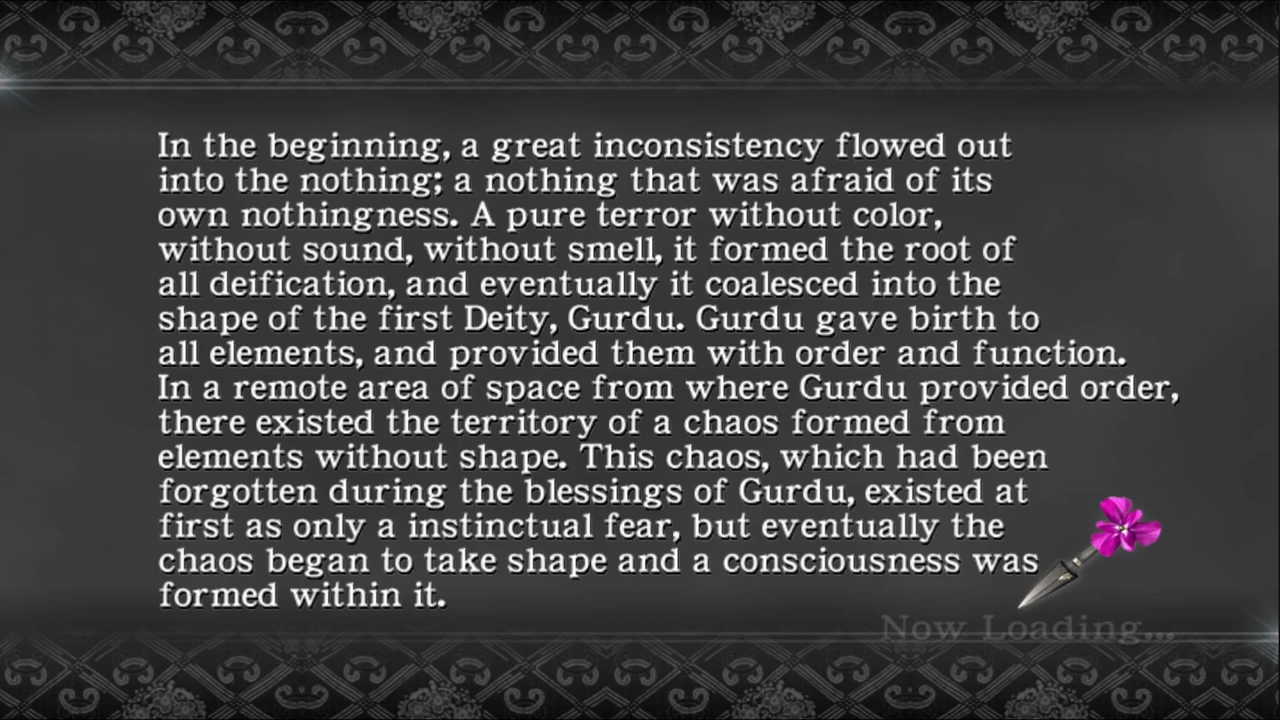 In the beginning, a great inconsistency flowed out
into the nothing; a nothing that was afraid of its
own nothingness. A pure terror without color,
without sound, without smell, it formed the root of
all deification, and eventually it coalesced into the
shape of the first Deity, Gurdu. Gurdu gave birth to
all elements, and provided them with order and function.
In a remote area of space from where Gurdu provided order,
there existed the territory of a chaos formed from
elements without shape. This chaos, which had been
forgotten during the blessings of Gurdu, existed at
first as only a instinctual fear, but eventually the
chaos began to take shape and a consciousness was
formed within it.
Now Loading...